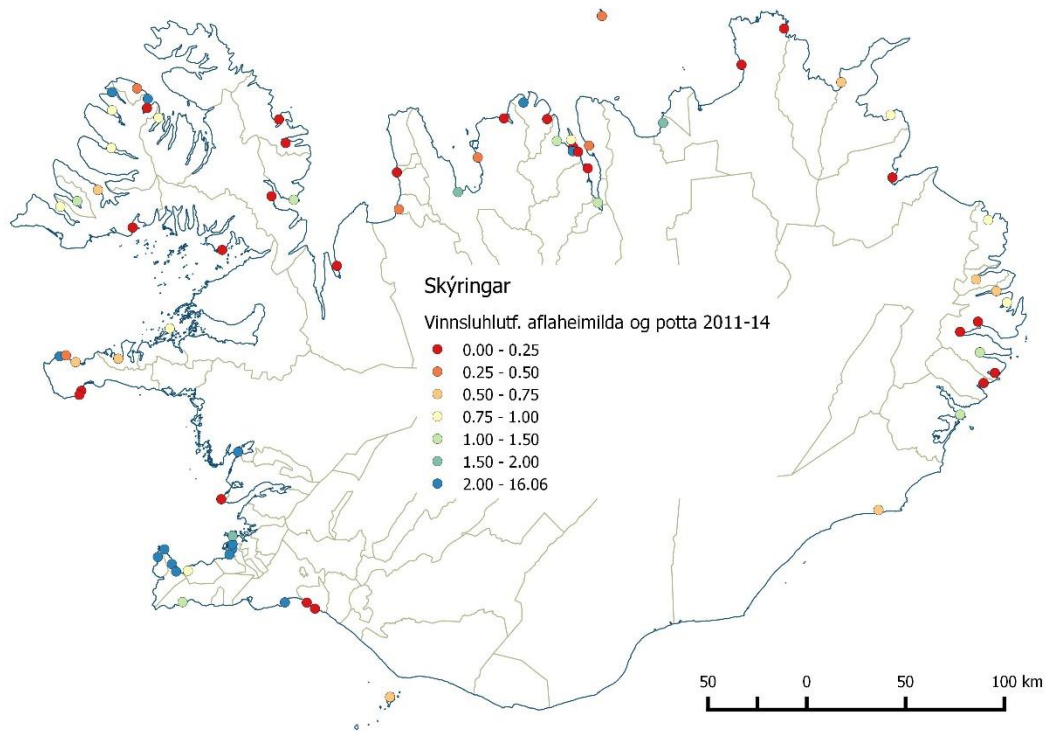 Skýringar
Vinnsluhlutf. aflaheimilda og potta 2011-14
0.00 - 0.25
0.25 - 0.50
0.50 - 0.75
0.75 - 1.00
1.00 - 1.50
1.50 - 2.00
2.00 - 16.06
50 0 50 100 km